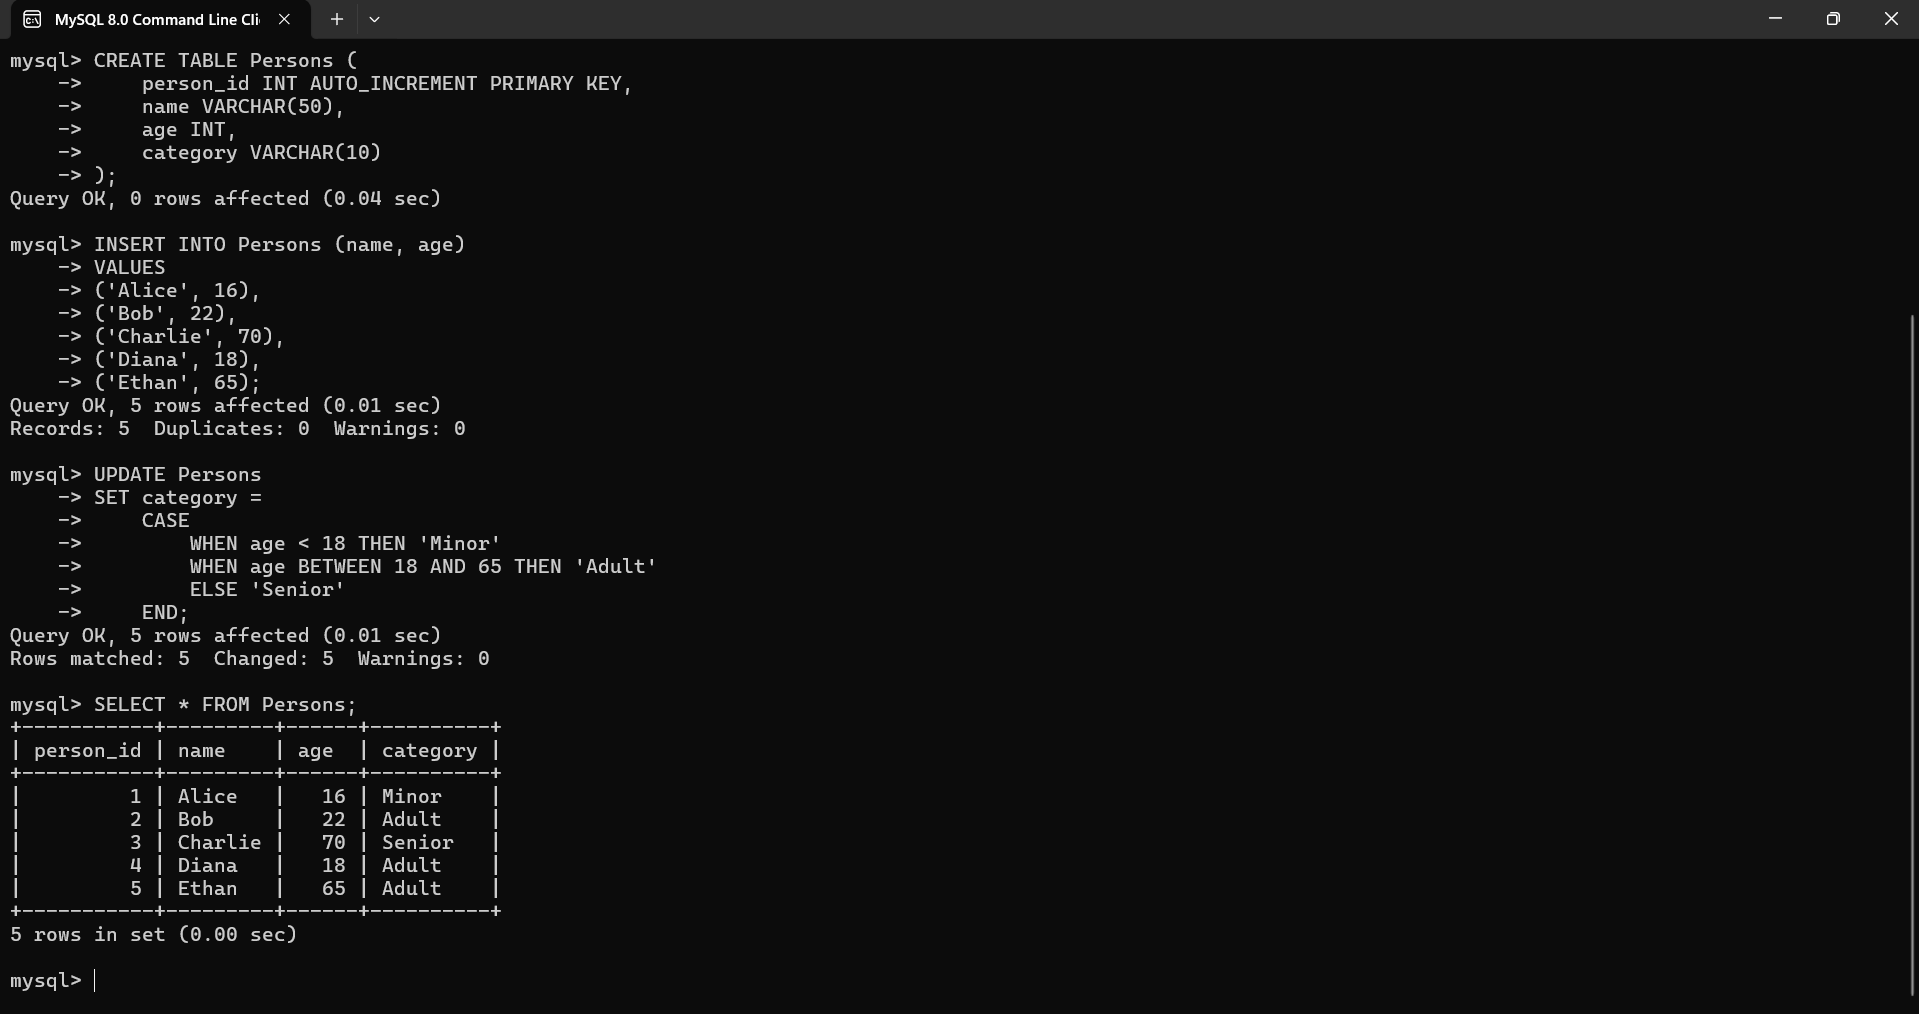 MySQL 8.0 Command Line Cli
mysql> CREATE TABLE Persons (
    ->     person_id INT AUTO_INCREMENT PRIMARY KEY,
    ->     name VARCHAR(50),
    ->     age INT,
    ->     category VARCHAR(10)
    -> );
Query OK, 0 rows affected (0.04 sec)
mysql> INSERT INTO Persons (name, age)
    -> VALUES
    -> ('Alice', 16),
    -> ('Bob', 22),
    -> ('Charlie', 70),
    -> ('Diana', 18),
    -> ('Ethan', 65);
Query OK, 5 rows affected (0.01 sec)
Records: 5  Duplicates: 0  Warnings: 0
mysql> UPDATE Persons
    -> SET category =
    ->     CASE
    ->         WHEN age < 18 THEN 'Minor'
    ->         WHEN age BETWEEN 18 AND 65 THEN 'Adult'
    ->         ELSE 'Senior'
    ->     END;
Query OK, 5 rows affected (0.01 sec)
Rows matched: 5  Changed: 5  Warnings: 0
mysql> SELECT * FROM Persons;
+-----------+---------+------+----------+
| person_id | name    | age  | category |
+-----------+---------+------+----------+
|         1 | Alice   |   16 | Minor    |
|         2 | Bob     |   22 | Adult    |
|         3 | Charlie |   70 | Senior   |
|         4 | Diana   |   18 | Adult    |
|         5 | Ethan   |   65 | Adult    |
+-----------+---------+------+----------+
5 rows in set (0.00 sec)
mysql>